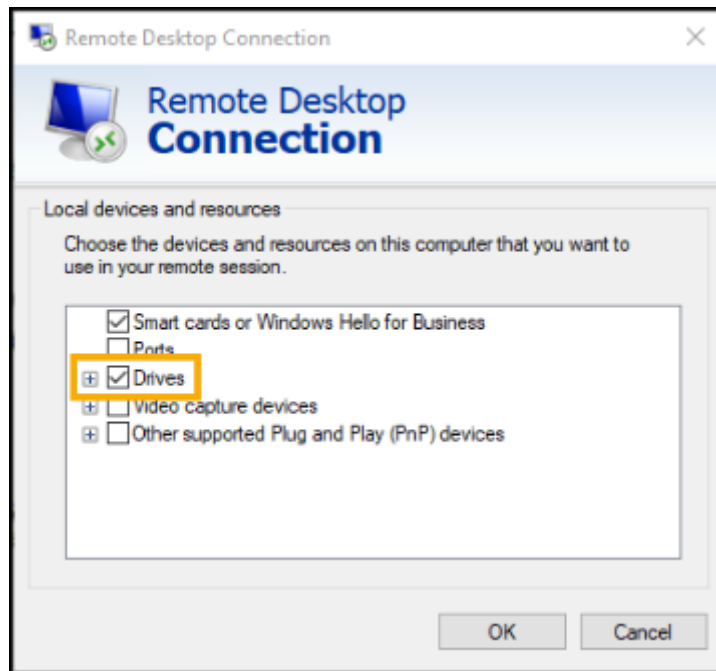 Remote Desktop Connection
Remote Desktop
Connection
Local devices and resources
Choose the devices and resources on this computer that you want to
use in your remote session.
Smart cards or Windows Hello for Business
Ports
Drives
Video capture devices
Other supported Plug and Play (PnP) devices
OK Cancel